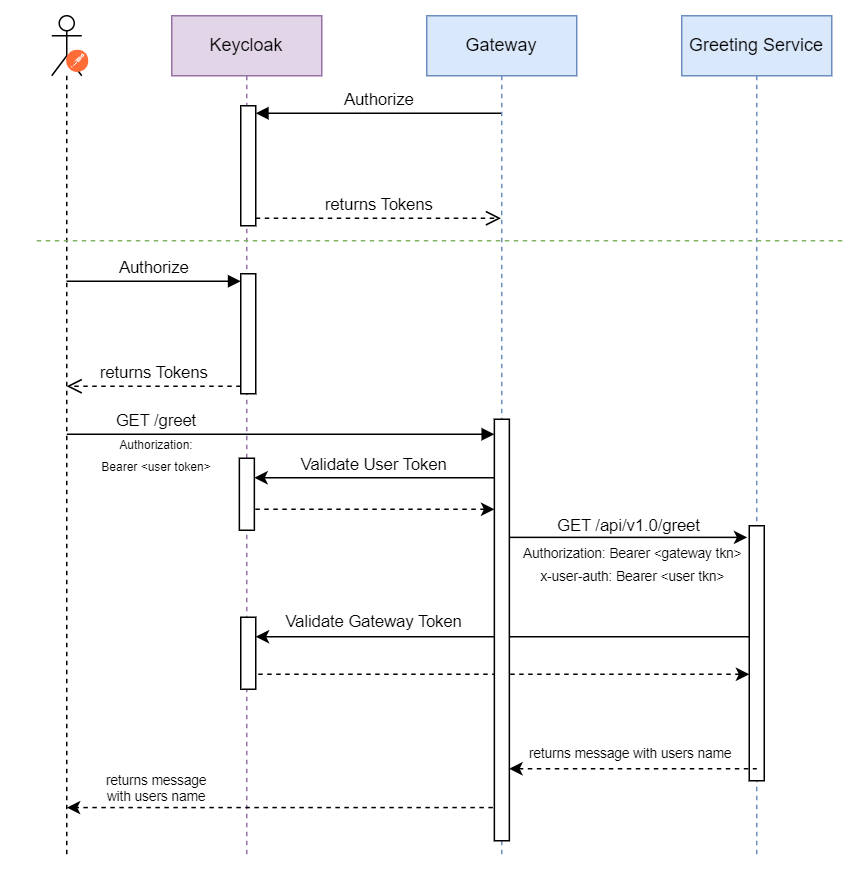 Keycloak
Gateway
Greeting Service
Authorize
returns Tokens
Authorize
returns Tokens
GET /greet
Authorization:
Bearer <user token>
Validate User Token
GET /api/v1.0/greet
Authorization: Bearer <gateway tkn>
x-user-auth: Bearer <user tkn>
Validate Gateway Token
returns message with users name
returns message
with users name